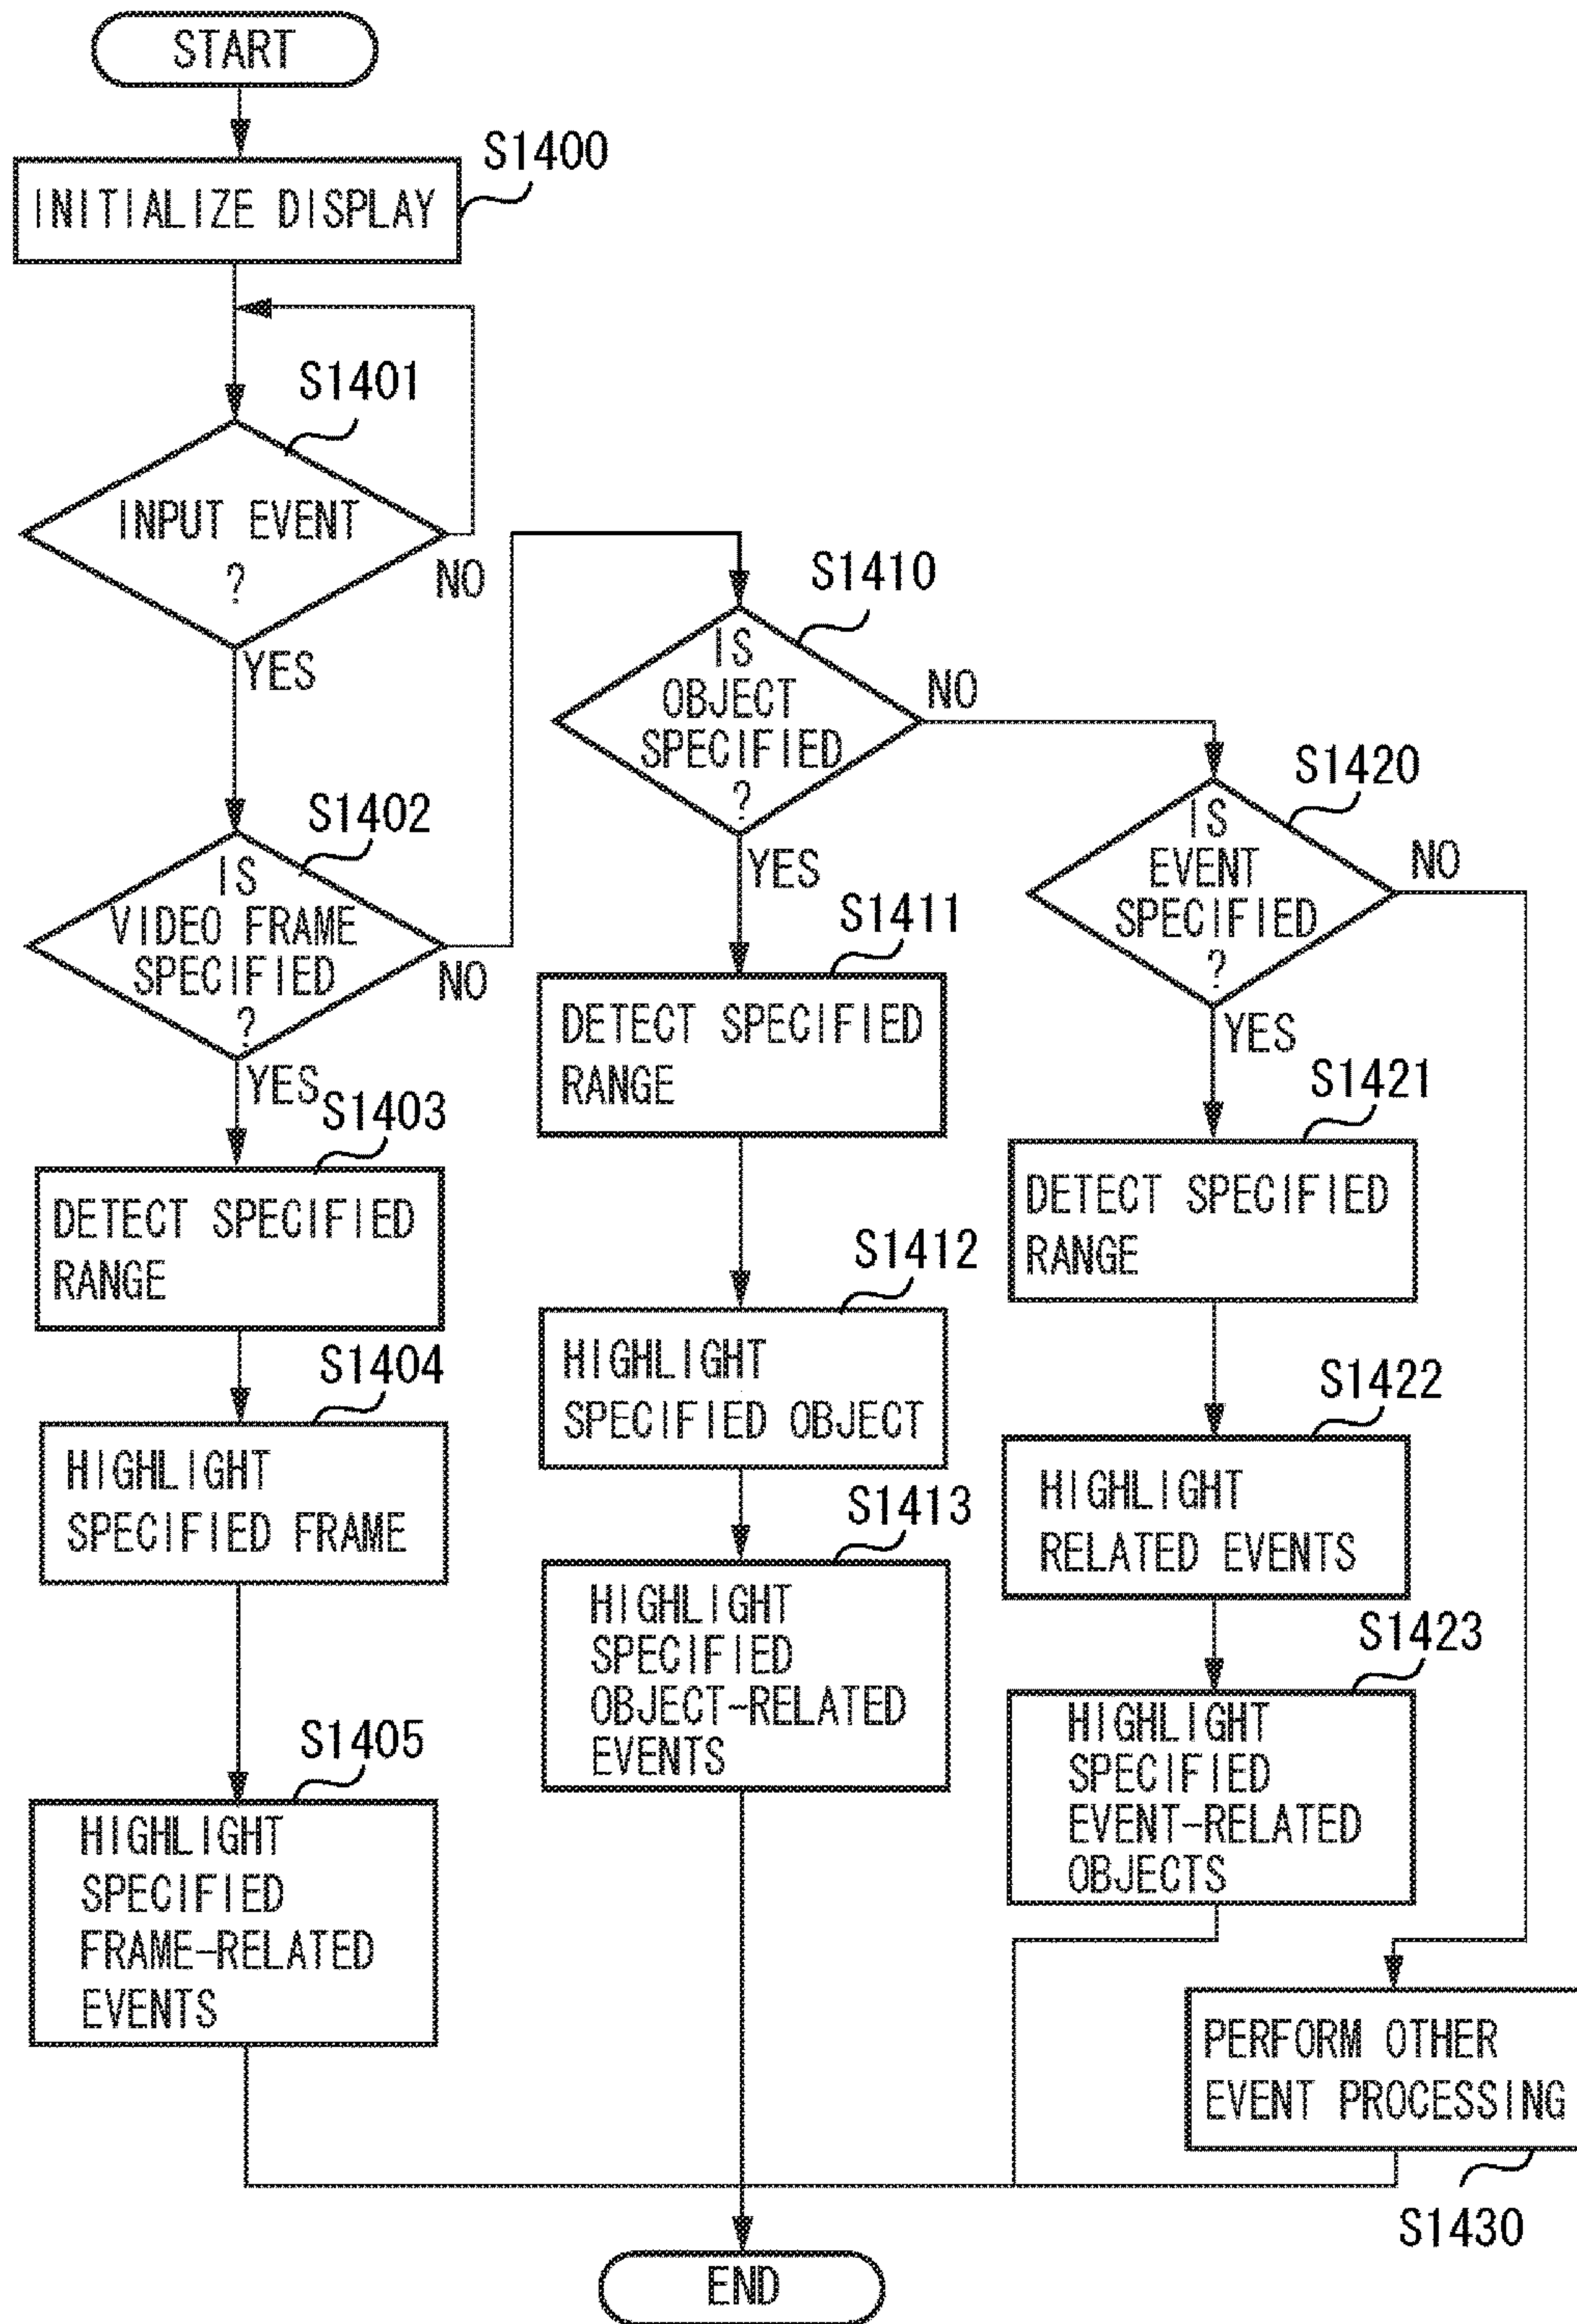 START
S1400
INITIALIZE DISPLAY
S1401
INPUT EVENT
?
NO
YES
S1402
IS
VIDEO FRAME
SPECIFIED
?
NO
YES
S1403
DETECT SPECIFIED
RANGE
S1404
HIGHLIGHT
SPECIFIED FRAME
S1405
HIGHLIGHT
SPECIFIED
FRAME-RELATED
EVENTS
S1410
IS
OBJECT
SPECIFIED
?
NO
YES
S1411
DETECT SPECIFIED
RANGE
S1412
HIGHLIGHT
SPECIFIED OBJECT
S1413
HIGHLIGHT
SPECIFIED
OBJECT-RELATED
EVENTS
S1420
IS
EVENT
SPECIFIED
?
NO
YES
S1421
DETECT SPECIFIED
RANGE
S1422
HIGHLIGHT
RELATED EVENTS
S1423
HIGHLIGHT
SPECIFIED
EVENT-RELATED
OBJECTS
PERFORM OTHER
EVENT PROCESSING
S1430
END